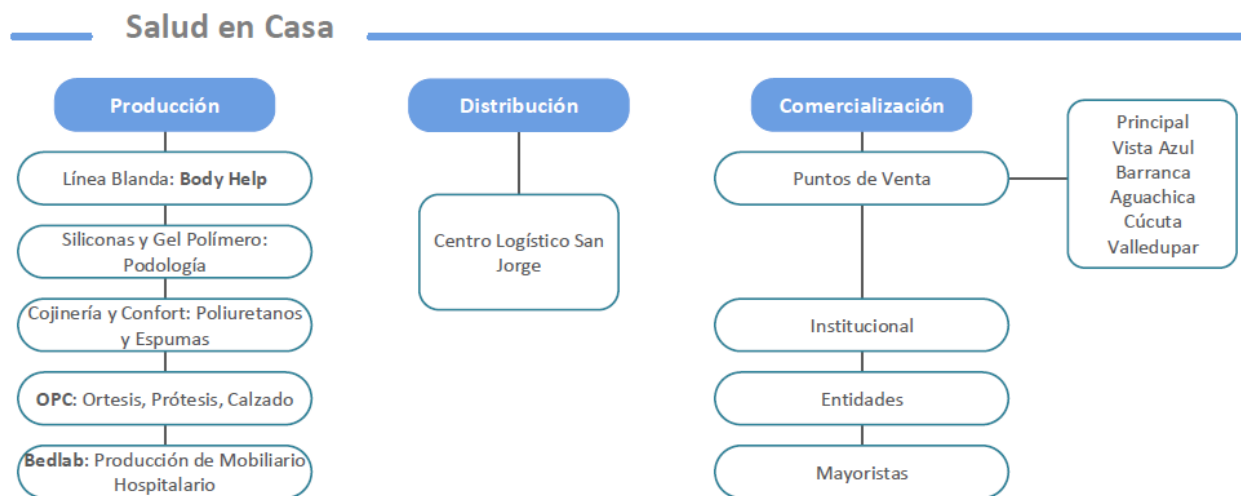 Salud en Casa
Producción
Línea Blanda: Body Help
Siliconas y Gel Polímero:
Podología
Cojinería y Confort: Poliuretanos
y Espumas
OPC: Ortesis, Prótesis, Calzado
Bedlab: Producción de Mobiliario
Hospitalario
Distribución
Centro Logístico San
Jorge
Comercialización
Puntos de Venta
Principal
Vista Azul
Barranca
Aguachica
Cúcuta
Valledupar
Institucional
Entidades
Mayoristas